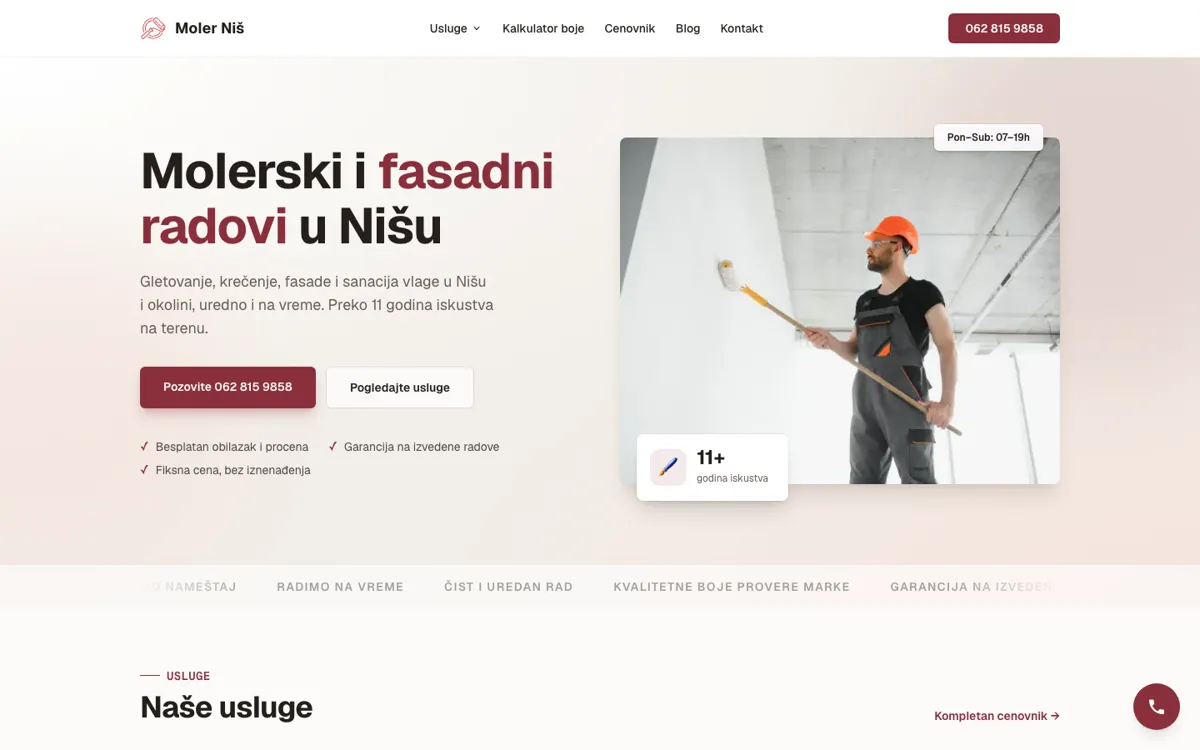 Moler Niš
Usluge
Kalkulator boje
Cenovnik
Blog
Kontakt
062 815 9858
Molerski i fasadni
radovi u Nišu
Gletovanje, krečenje, fasade i sanacija vlage u Nišu
i okolini, uredno i na vreme. Preko 11 godina iskustva
na terenu.
Pozovite 062 815 9858
Pogledajte usluge
✓ Besplatan obilazak i procena
✓ Garancija na izvedene radove
✓ Fiksna cena, bez iznenađenja
Pon–Sub: 07–19h
11+
godina iskustva
NAMEŠTAJ
RADIMO NA VREME
ČIST I UREDAN RAD
KVALITETNE BOJE PROVERE MARKE
GARANCIJA NA IZVEDEN
USLUGE
Naše usluge
Kompletan cenovnik →